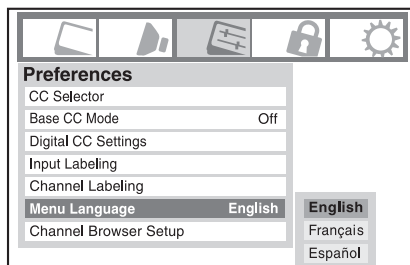 Preferences
CC Selector
Base CC Mode Off
Digital CC Settings
Input Labeling
Channel Labeling
Menu Language English
Channel Browser Setup
English
Français
Español